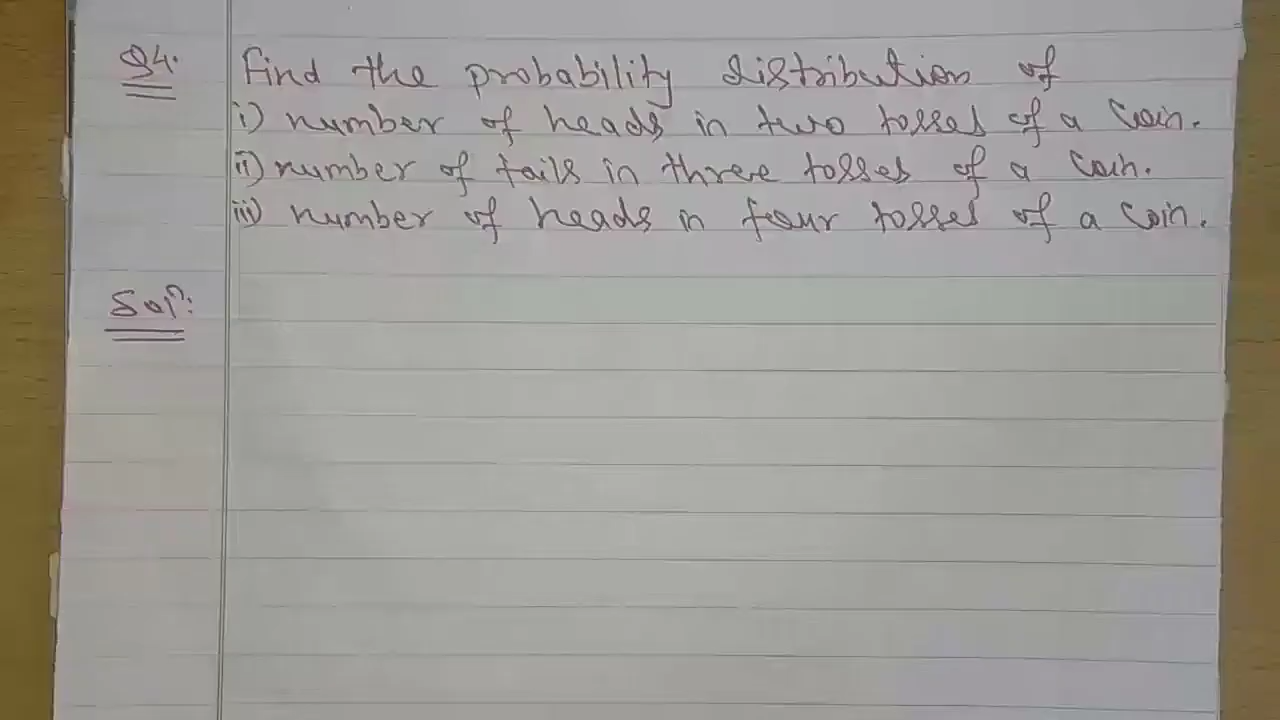 Q4. Find the probability distribution of
i) number of heads in two tosses of a coin.
ii) number of tails in three tosses of a coin.
iii) number of heads in four tosses of a coin.
Solⁿ: